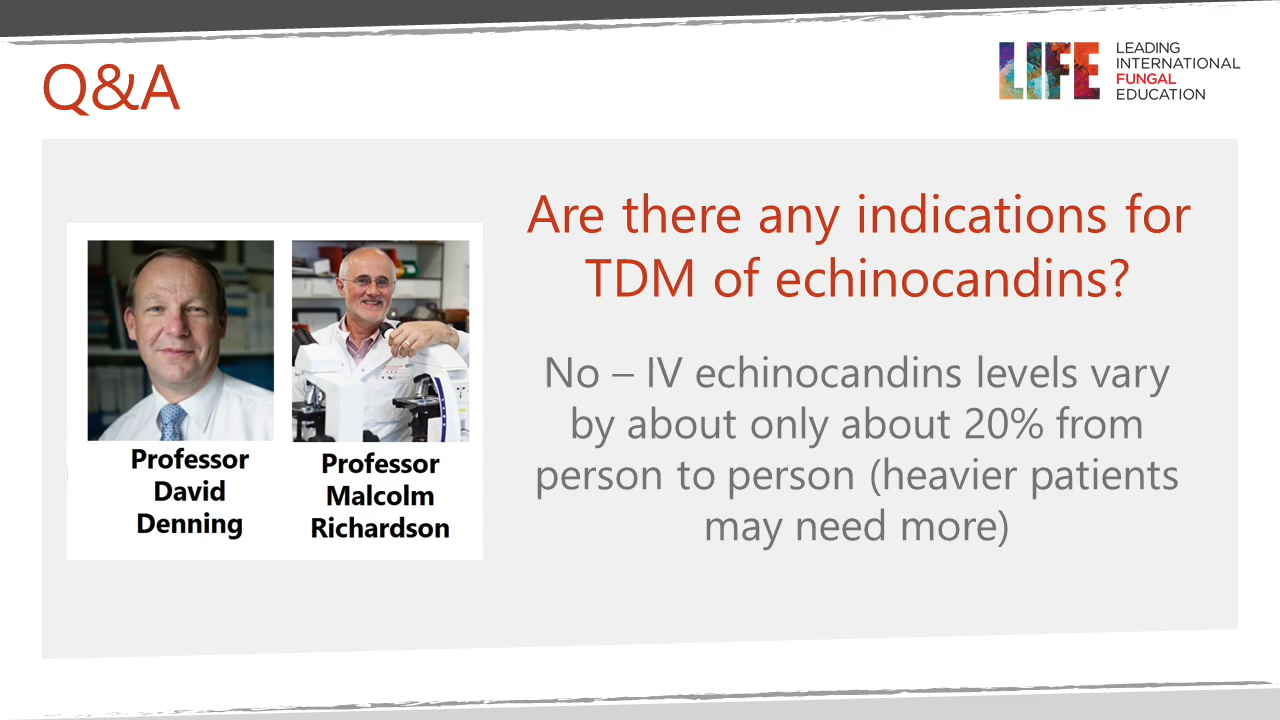 Q&A
LIFE
LEADING
INTERNATIONAL
FUNGAL
EDUCATION
Professor
David
Denning
Professor
Malcolm
Richardson
Are there any indications for
TDM of echinocandins?
No – IV echinocandins levels vary
by about only about 20% from
person to person (heavier patients
may need more)